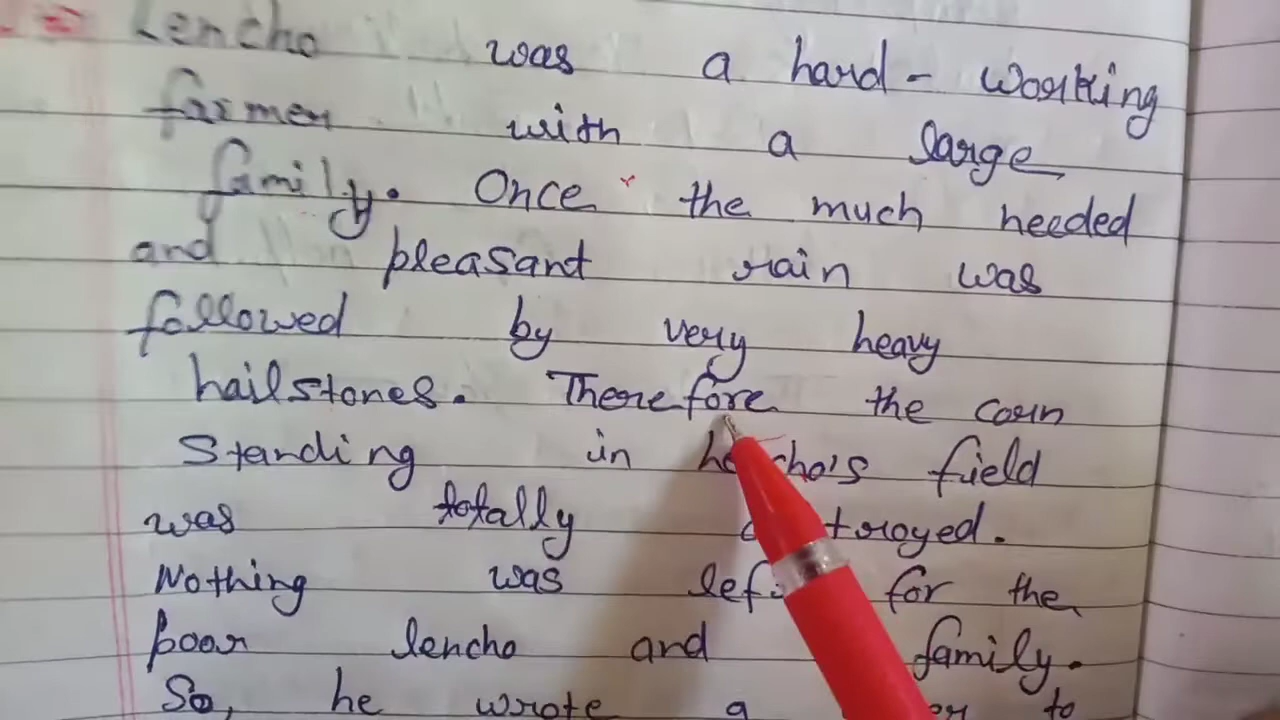 Lencho was a hard - working
farmer with a large
family. Once the much needed
and pleasant rain was
followed by very heavy
hailstones. Therefore the corn
standing in field
was totally
Nothing was for the
poor lencho and family.
So, he wrote a to